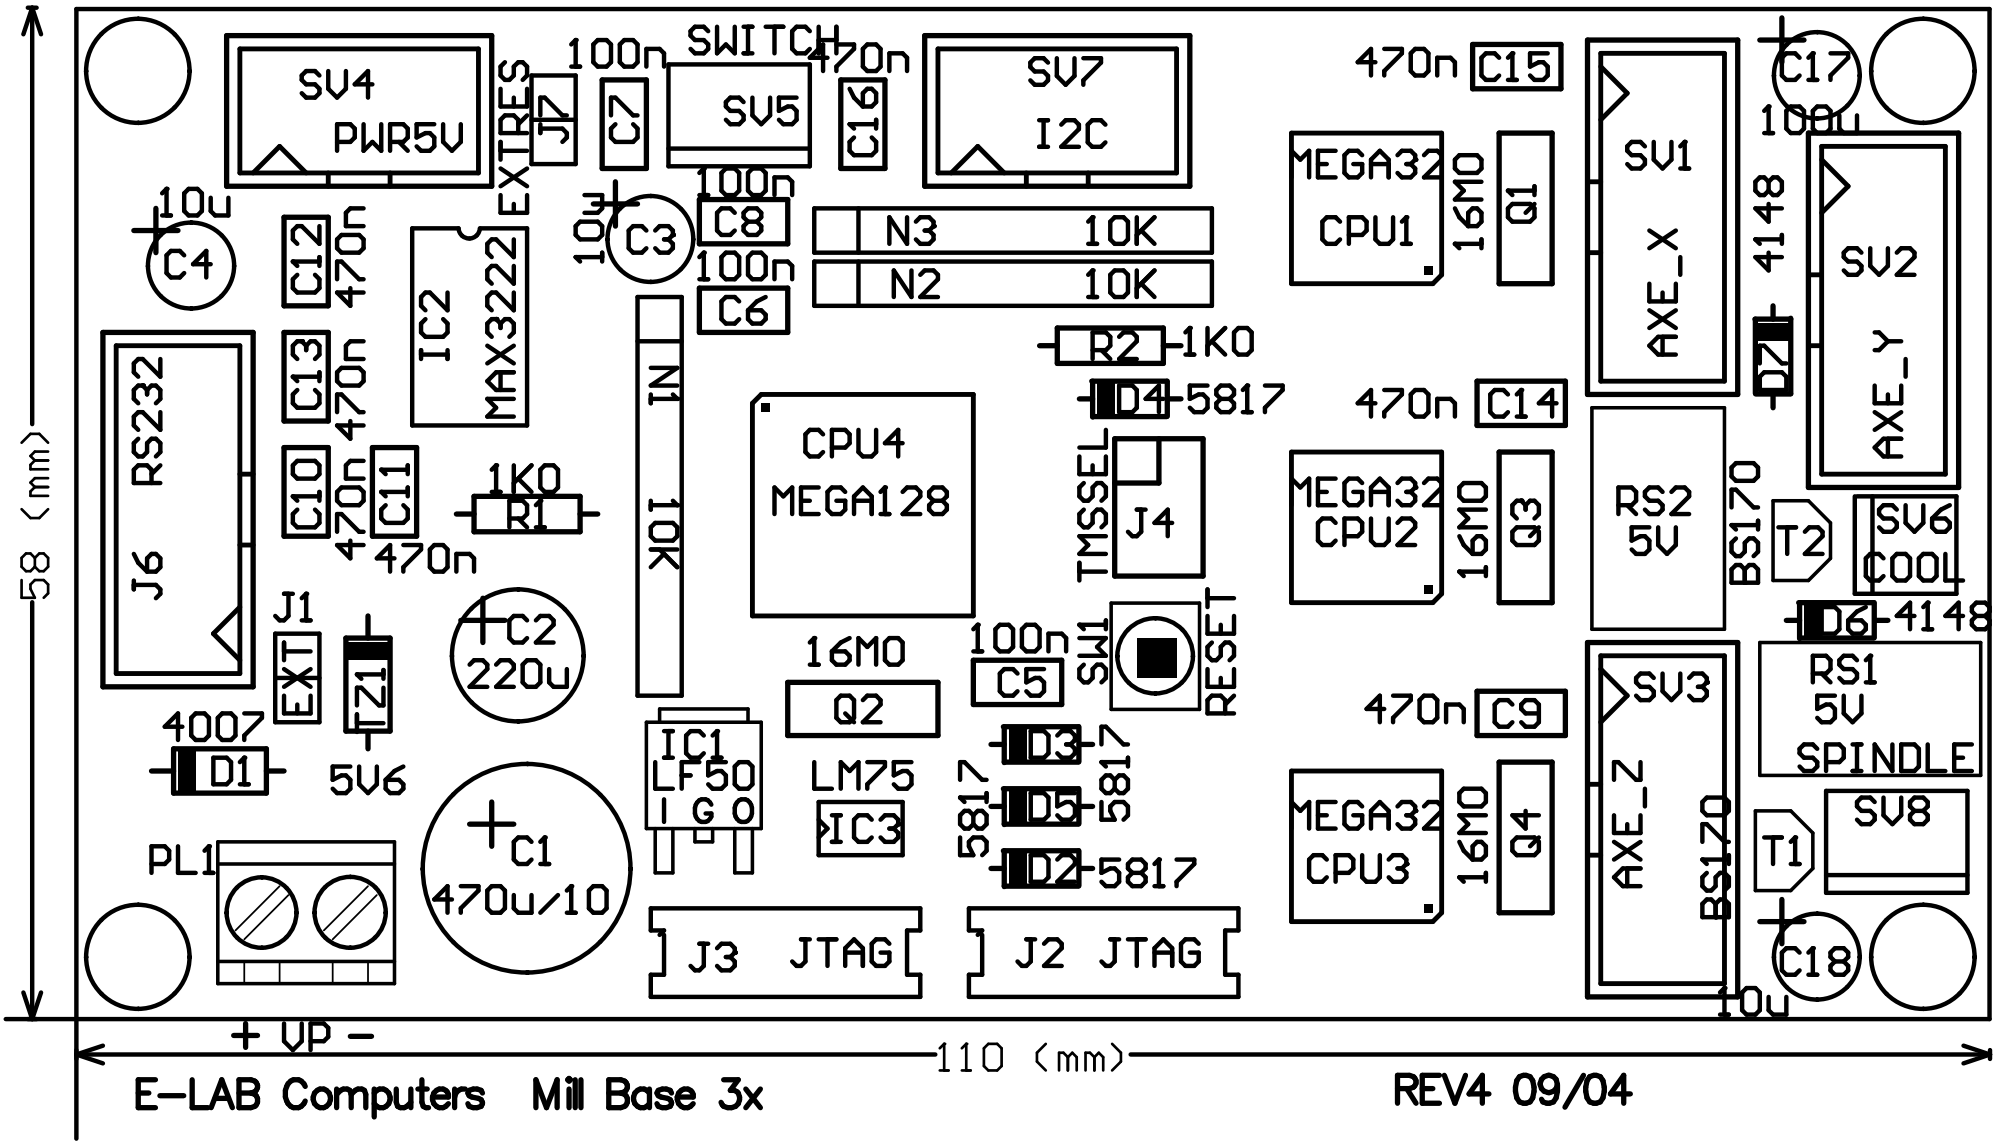 SWITCH
100n
470n
SV4
PWR5V
EXTRES
J7
C7
SV5
C16
SV7
I2C
470n
C15
C17
100u
SV1
AXE_X
MEGA32
CPU1
16M0
Q1
4148
D7
SV2
AXE_Y
10u
C4
C12
470n
IC2
MAX3222
10u
C3
100n
C8
100n
C6
N3 10K
N2 10K
R2
1K0
D4
5817
470n
C14
RS232
J6
C13
470n
C10
470n
C11
470n
1K0
R1
N1 10K
CPU4
MEGA128
TMSSEL
J4
MEGA32
CPU2
16M0
Q3
RS2
5V
BS170
T2
SV6
COOL
D6
4148
58 (mm)
J1
EXT
TZ1
5V6
C2
220u
16M0
Q2
100n
C5
SW1
RESET
470n
C9
SV3
AXE_Z
RS1
5V
SPINDLE
4007
D1
IC1
LF50
I G O
LM75
IC3
D3
5817
D5
5817
D2
5817
MEGA32
CPU3
16M0
Q4
BS170
T1
SV8
PL1
C1
470u/10
J3 JTAG
J2 JTAG
C18
10u
+ VP -
110 (mm)
E-LAB Computers Mill Base 3x
REV4 09/04